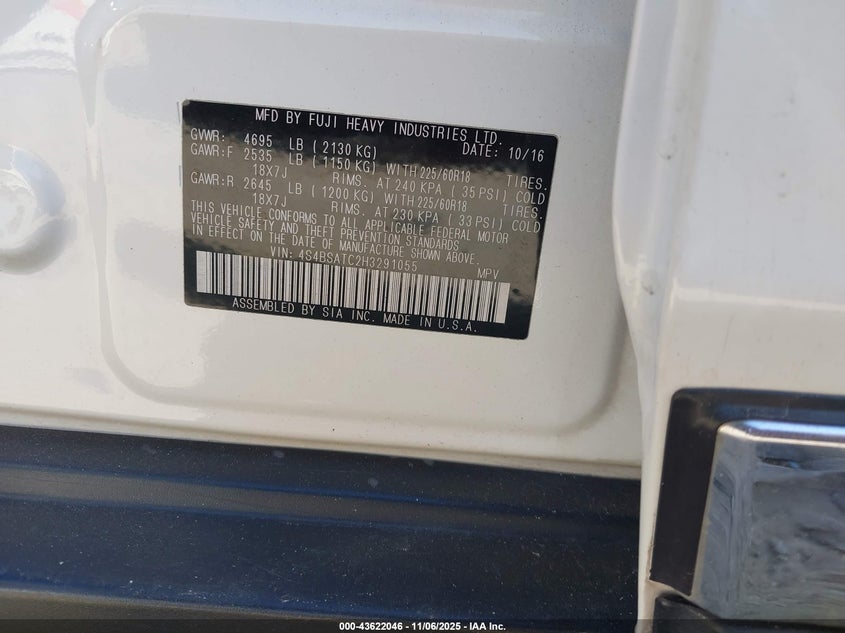 MFD BY FUJI HEAVY INDUSTRIES LTD.
GVWR: 4695 LB ( 2130 KG) DATE: 10/16
GAWR:F 2535 LB ( 1150 KG) WITH 225/60R18 TIRES.
18X7J RIMS. AT 240 KPA ( 35 PSI) COLD
GAWR:R 2645 LB ( 1200 KG) WITH 225/60R18 TIRES.
18X7J RIMS. AT 230 KPA ( 33 PSI) COLD
THIS VEHICLE CONFORMS TO ALL APPLICABLE FEDERAL MOTOR
VEHICLE SAFETY AND THEFT PREVENTION STANDARDS
IN EFFECT ON THE DATE OF MANUFACTURE SHOWN ABOVE.
VIN: 4S4BSATC2H3291055 MPV
ASSEMBLED BY SIA INC. MADE IN U.S.A.
000-43622046 - 11/06/2025 - IAA Inc.